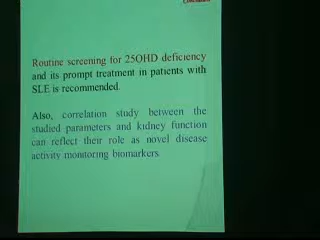 Routine screening for 25OHD deficiency
and its prompt treatment in patients with
SLE is recommended.
Also, correlation study between the
studied parameters and kidney function
can reflect their role as novel disease
activity monitoring biomarkers.